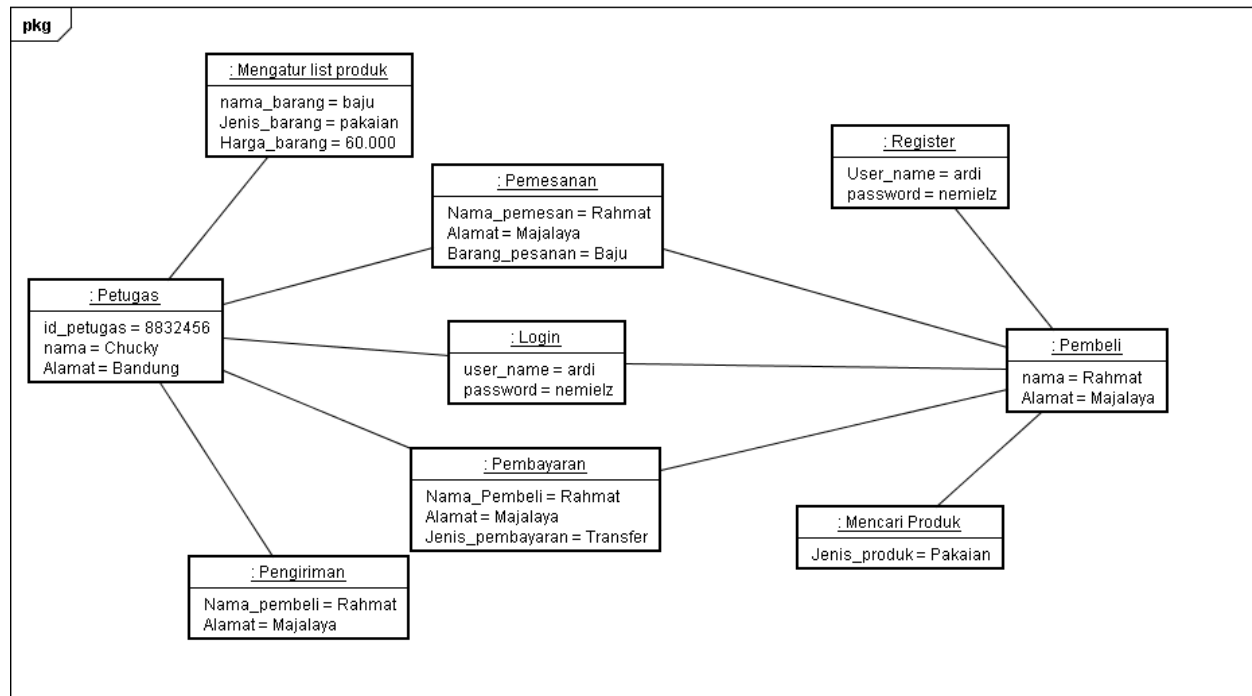 pkg
: Mengatur list produk
nama_barang = baju
Jenis_barang = pakaian
Harga_barang = 60.000
: Register
User_name = ardi
password = nemielz
: Pemesanan
Nama_pemesan = Rahmat
Alamat = Majalaya
Barang_pesanan = Baju
: Petugas
id_petugas = 8832456
nama = Chucky
Alamat = Bandung
: Login
user_name = ardi
password = nemielz
: Pembeli
nama = Rahmat
Alamat = Majalaya
: Pembayaran
Nama_Pembeli = Rahmat
Alamat = Majalaya
Jenis_pembayaran = Transfer
: Mencari Produk
Jenis_produk = Pakaian
: Pengiriman
Nama_pembeli = Rahmat
Alamat = Majalaya